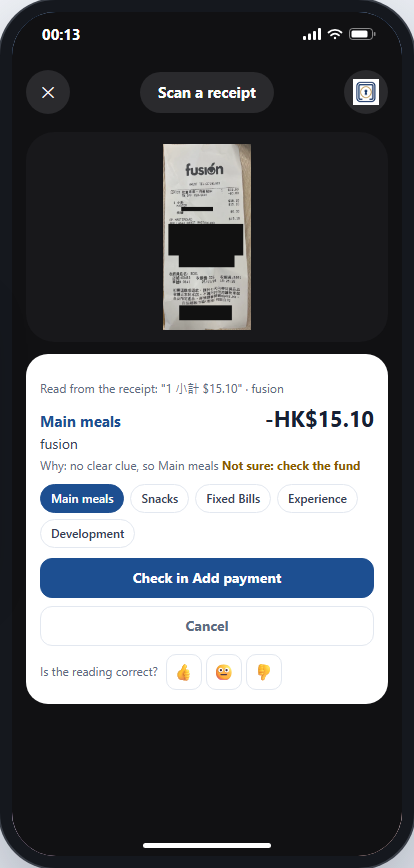 00:13
Scan a receipt
fusión
Read from the receipt: "1 小計 $15.10" · fusion
Main meals
-HK$15.10
fusion
Why: no clear clue, so Main meals Not sure: check the fund
Main meals
Snacks
Fixed Bills
Experience
Development
Check in Add payment
Cancel
Is the reading correct?